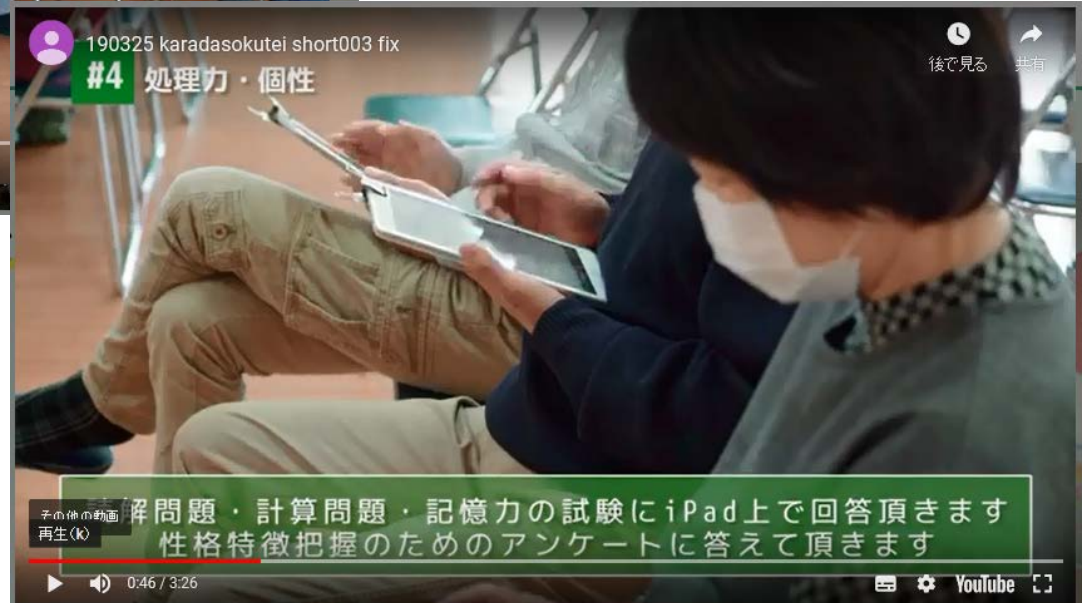 190325 karadasokutei short003 fix
後で見る
共有
#4 処理力・個性
解問題・計算問題・記憶力の試験にiPad上で回答頂きます
性格特徴把握のためのアンケートに答えて頂きます
その他の動画
再生(k)
0:46 / 3:26
YouTube